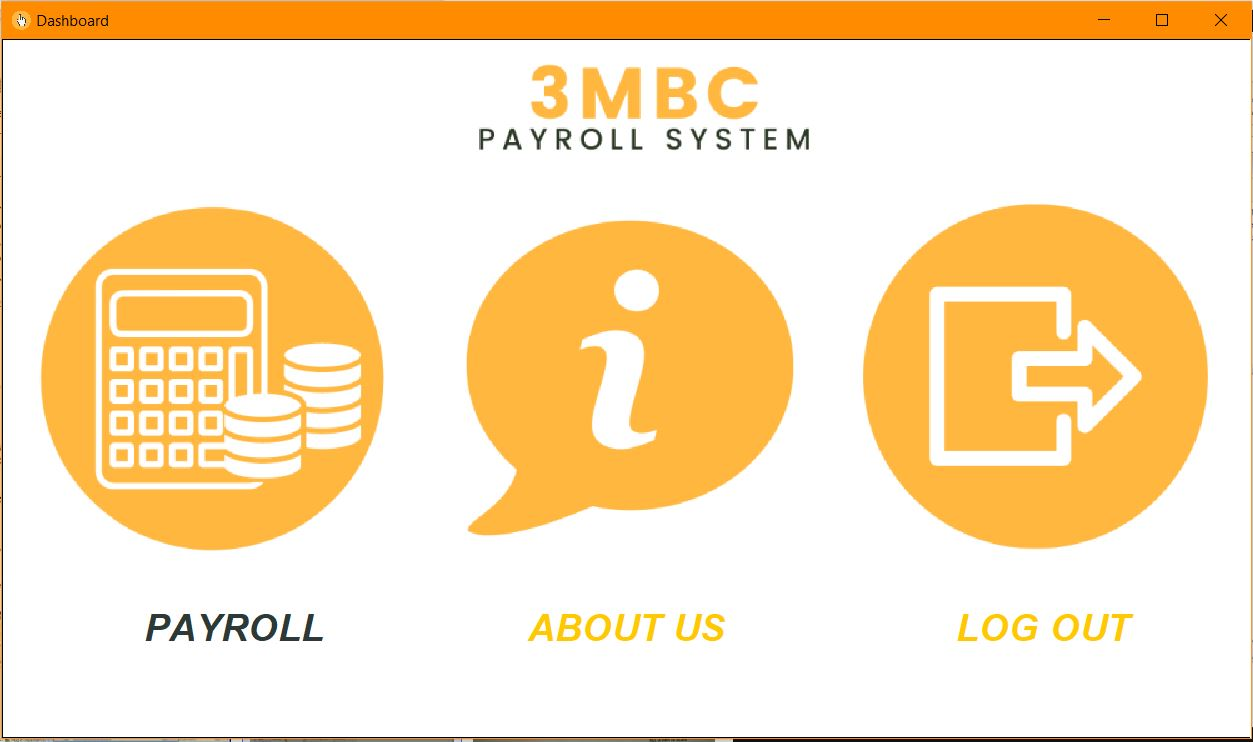 Dashboard
3MBC
PAYROLL SYSTEM
i
PAYROLL
ABOUT US
LOG OUT